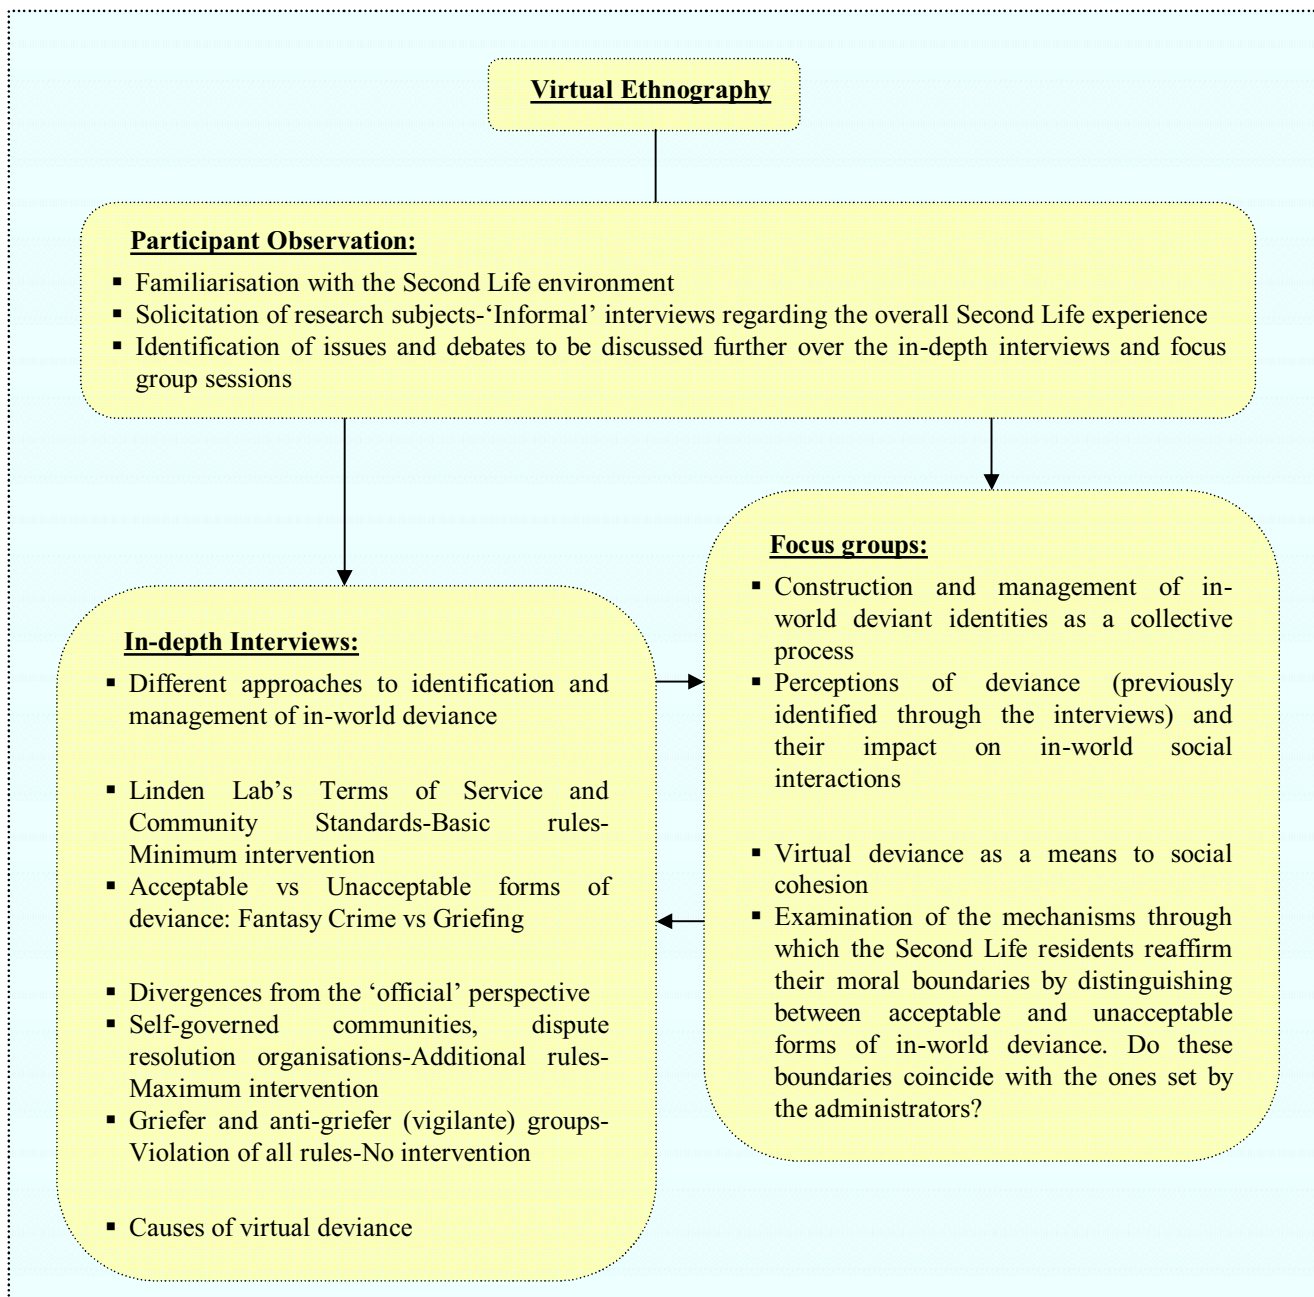 Virtual Ethnography
Participant Observation:
▪ Familiarisation with the Second Life environment
▪ Solicitation of research subjects-‘Informal’ interviews regarding the overall Second Life experience
▪ Identification of issues and debates to be discussed further over the in-depth interviews and focus
group sessions
In-depth Interviews:
▪ Different approaches to identification and
management of in-world deviance
▪ Linden Lab’s Terms of Service and
Community Standards-Basic rules-
Minimum intervention
▪ Acceptable vs Unacceptable forms of
deviance: Fantasy Crime vs Griefing
▪ Divergences from the ‘official’ perspective
▪ Self-governed communities, dispute
resolution organisations-Additional rules-
Maximum intervention
▪ Griefer and anti-griefer (vigilante) groups-
Violation of all rules-No intervention
▪ Causes of virtual deviance
Focus groups:
▪ Construction and management of in-
world deviant identities as a collective
process
▪ Perceptions of deviance (previously
identified through the interviews) and
their impact on in-world social
interactions
▪ Virtual deviance as a means to social
cohesion
▪ Examination of the mechanisms through
which the Second Life residents reaffirm
their moral boundaries by distinguishing
between acceptable and unacceptable
forms of in-world deviance. Do these
boundaries coincide with the ones set by
the administrators?